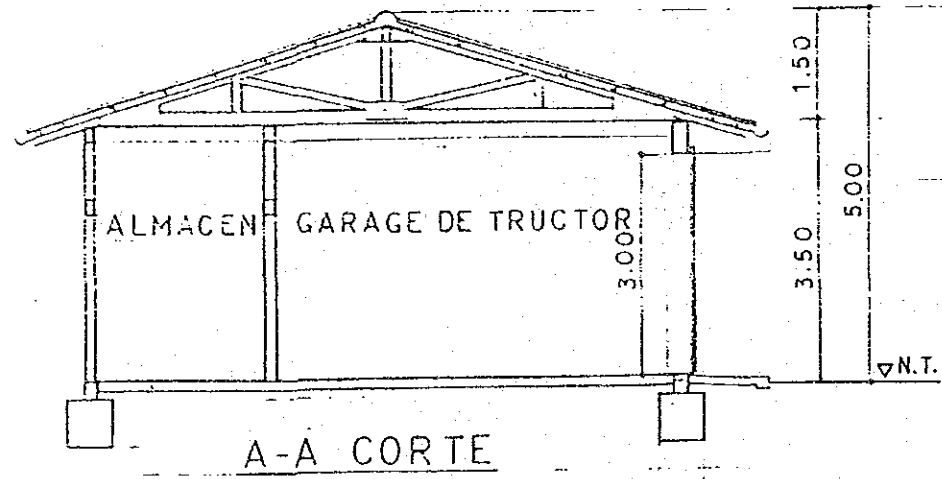 1.50
5.00
ALMACEN
GARAGE DE TRUCTOR
3.00
3.50
N.T.
A-A CORTE